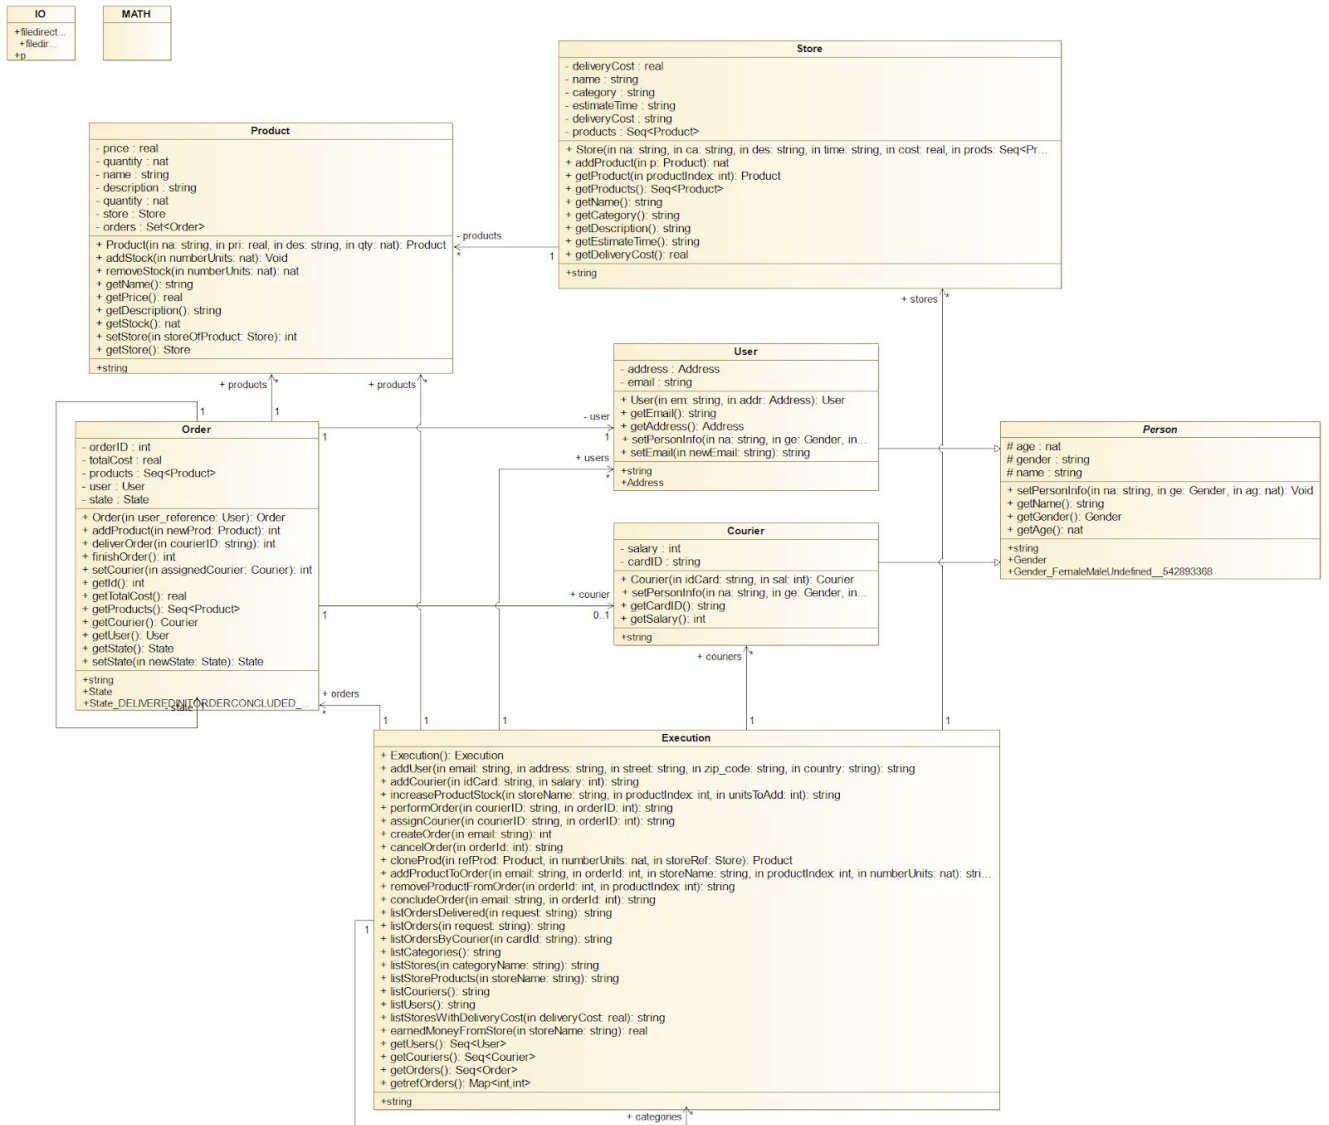 IO
+filedirect...
+filedir...
+p
MATH
Store
- deliveryCost : real
- name : string
- category : string
- estimateTime : string
- deliveryCost : string
- products : Seq<Product>
+ Store(in na: string, in ca: string, in des: string, in time: string, in cost: real, in prods: Seq<Pr...
+ addProduct(in p: Product): nat
+ getProduct(in productIndex: int): Product
+ getProducts(): Seq<Product>
+ getName(): string
+ getCategory(): string
+ getDescription(): string
+ getEstimateTime(): string
+ getDeliveryCost(): real
+string
Product
- price : real
- quantity : nat
- name : string
- description : string
- quantity : nat
- store : Store
- orders : Set<Order>
+ Product(in na: string, in pri: real, in des: string, in qty: nat): Product
+ addStock(in numberUnits: nat): Void
+ removeStock(in numberUnits: nat): nat
+ getName(): string
+ getPrice(): real
+ getDescription(): string
+ getStock(): nat
+ setStore(in storeOfProduct: Store): int
+ getStore(): Store
+string
- products
*
1
+ stores
*
+ products
*
+ products
*
User
- address : Address
- email : string
+ User(in em: string, in addr: Address): User
+ getEmail(): string
+ getAddress(): Address
+ setPersonInfo(in na: string, in ge: Gender, in...
+ setEmail(in newEmail: string): string
+string
+Address
1
1
- user
1
1
+ users
*
Person
# age : nat
# gender : string
# name : string
+ setPersonInfo(in na: string, in ge: Gender, in ag: nat): Void
+ getName(): string
+ getGender(): Gender
+ getAge(): nat
+string
+Gender
+Gender_FemaleMaleUndefined__542893368
Order
- orderID : int
- totalCost : real
- products : Seq<Product>
- user : User
- state : State
+ Order(in user_reference: User): Order
+ addProduct(in newProd: Product): int
+ deliverOrder(in courierID: string): int
+ finishOrder(): int
+ setCourier(in assignedCourier: Courier): int
+ getId(): int
+ getTotalCost(): real
+ getProducts(): Seq<Product>
+ getCourier(): Courier
+ getUser(): User
+ getState(): State
+ setState(in newState: State): State
+string
+State
+State_DELIVEREDINITORDERCONCLUDED_...
- state
1
Courier
- salary : int
- cardID : string
+ Courier(in idCard: string, in sal: int): Courier
+ setPersonInfo(in na: string, in ge: Gender, in...
+ getCardID(): string
+ getSalary(): int
+string
+ courier
1
0..1
+ couriers
*
+ orders
*
1
1
1
1
1
Execution
+ Execution(): Execution
+ addUser(in email: string, in address: string, in street: string, in zip_code: string, in country: string): string
+ addCourier(in idCard: string, in salary: int): string
+ increaseProductStock(in storeName: string, in productIndex: int, in unitsToAdd: int): string
+ performOrder(in courierID: string, in orderID: int): string
+ assignCourier(in courierID: string, in orderID: int): string
+ createOrder(in email: string): int
+ cancelOrder(in orderId: int): string
+ cloneProd(in refProd: Product, in numberUnits: nat, in storeRef: Store): Product
+ addProductToOrder(in email: string, in orderId: int, in storeName: string, in productIndex: int, in numberUnits: nat): stri...
+ removeProductFromOrder(in orderId: int, in productIndex: int): string
+ concludeOrder(in email: string, in orderId: int): string
+ listOrdersDelivered(in request: string): string
+ listOrders(in request: string): string
+ listOrdersByCourier(in cardId: string): string
+ listCategories(): string
+ listStores(in categoryName: string): string
+ listStoreProducts(in storeName: string): string
+ listCouriers(): string
+ listUsers(): string
+ listStoresWithDeliveryCost(in deliveryCost: real): string
+ earnedMoneyFromStore(in storeName: string): real
+ getUsers(): Seq<User>
+ getCouriers(): Seq<Courier>
+ getOrders(): Seq<Order>
+ getrefOrders(): Map<int,int>
+string
1
+ categories
*